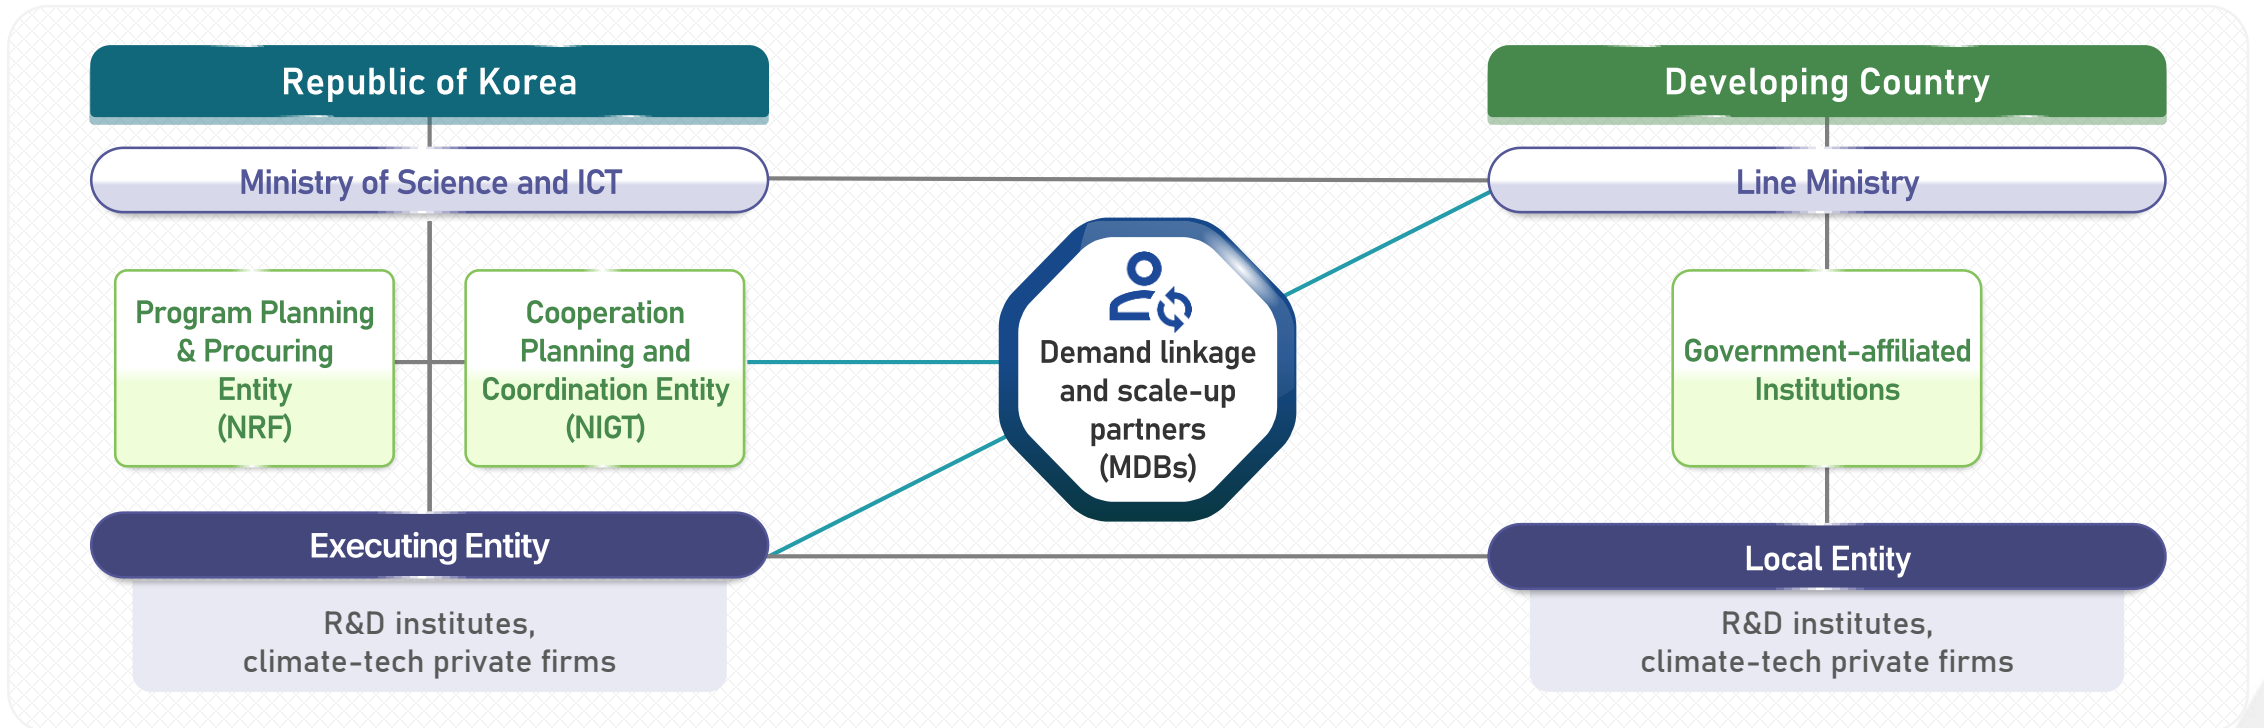 Republic of Korea
Ministry of Science and ICT
Program Planning
& Procuring
Entity
(NRF)
Cooperation
Planning and
Coordination Entity
(NIGT)
Executing Entity
R&D institutes,
climate-tech private firms
Demand linkage
and scale-up
partners
(MDBs)
Developing Country
Line Ministry
Government-affiliated
Institutions
Local Entity
R&D institutes,
climate-tech private firms